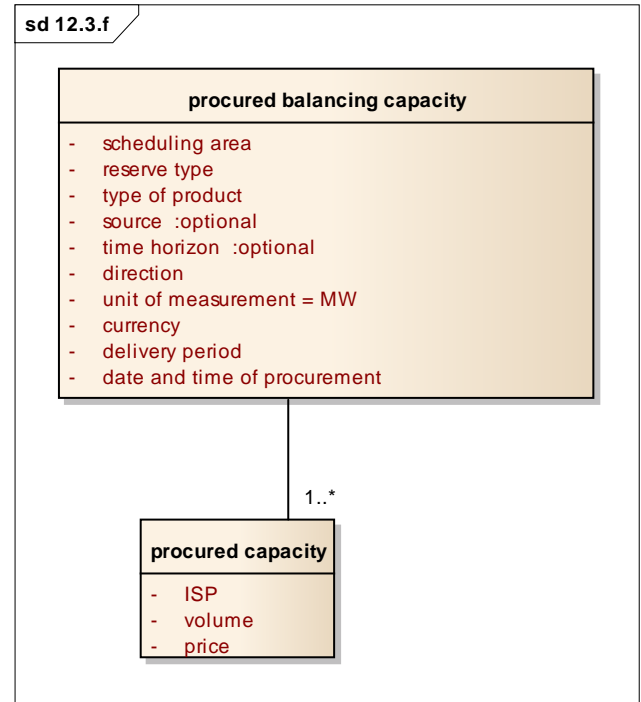 sd 12.3.f
procured balancing capacity
- scheduling area
- reserve type
- type of product
- source :optional
- time horizon :optional
- direction
- unit of measurement = MW
- currency
- delivery period
- date and time of procurement
1..*
procured capacity
- ISP
- volume
- price